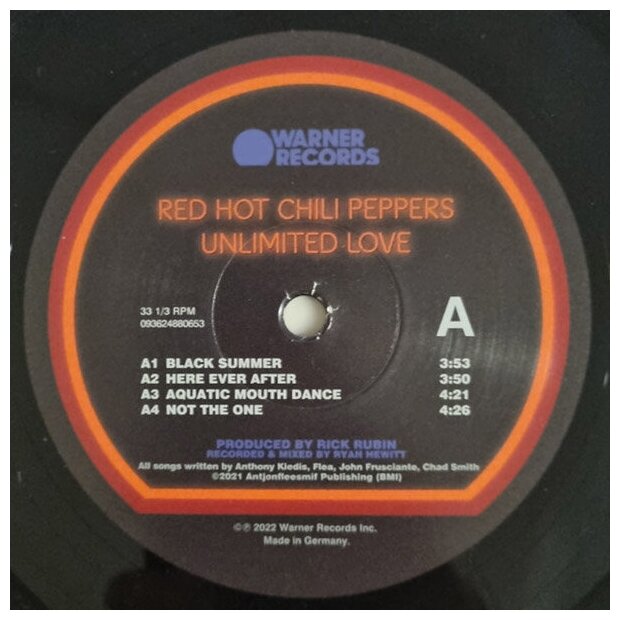 WARNER
RECORDS
RED HOT CHILI PEPPERS
UNLIMITED LOVE
33 1/3 RPM
093624880653
A
A1 BLACK SUMMER 3:53
A2 HERE EVER AFTER 3:50
A3 AQUATIC MOUTH DANCE 4:21
A4 NOT THE ONE 4:26
PRODUCED BY RICK RUBIN
RECORDED & MIXED BY RYAN HEWITT
All songs written by Anthony Kiedis, Flea, John Frusciante, Chad Smith
©2021 Antjonfleesmif Publishing (BMI)
©℗ 2022 Warner Records Inc.
Made in Germany.